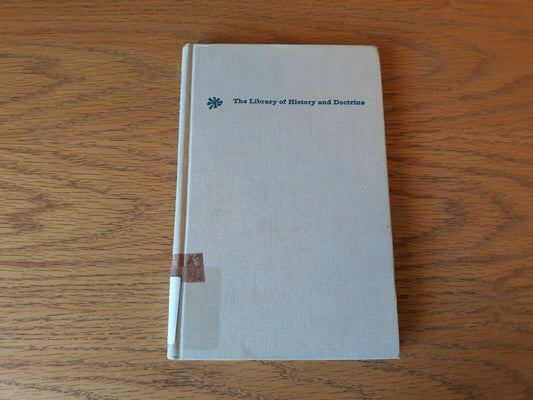 The Library of History and Doctrine